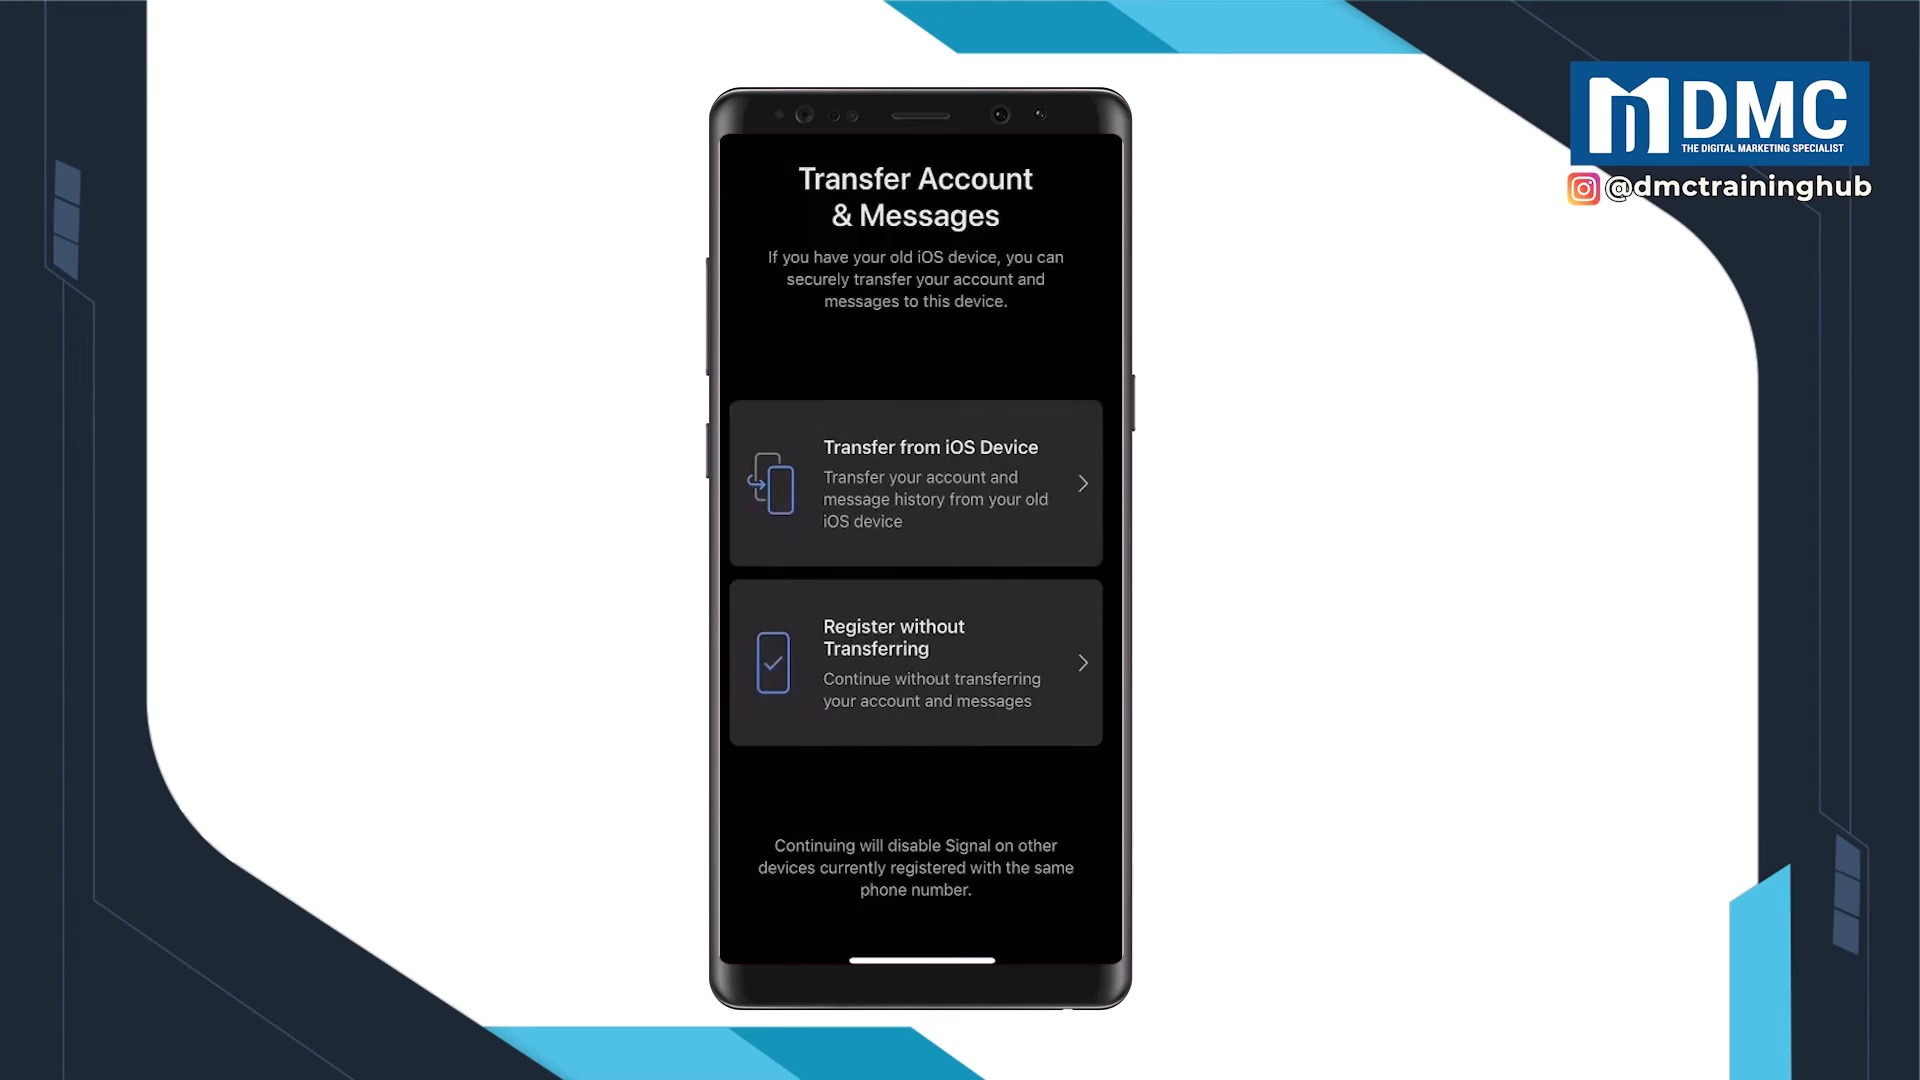 DMC
THE DIGITAL MARKETING SPECIALIST
@dmctraininghub
Transfer Account
& Messages
If you have your old iOS device, you can
securely transfer your account and
messages to this device.
Transfer from iOS Device
Transfer your account and
message history from your old
iOS device
Register without
Transferring
Continue without transferring
your account and messages
Continuing will disable Signal on other
devices currently registered with the same
phone number.